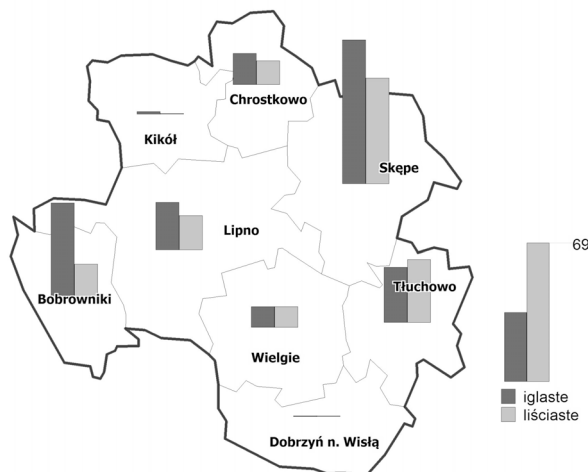 Chrostkowo
Kikół
Skępe
Lipno
69
Bobrowniki
Tłuchowo
Wielgie
iglaste
liściaste
Dobrzyń n. Wisłą